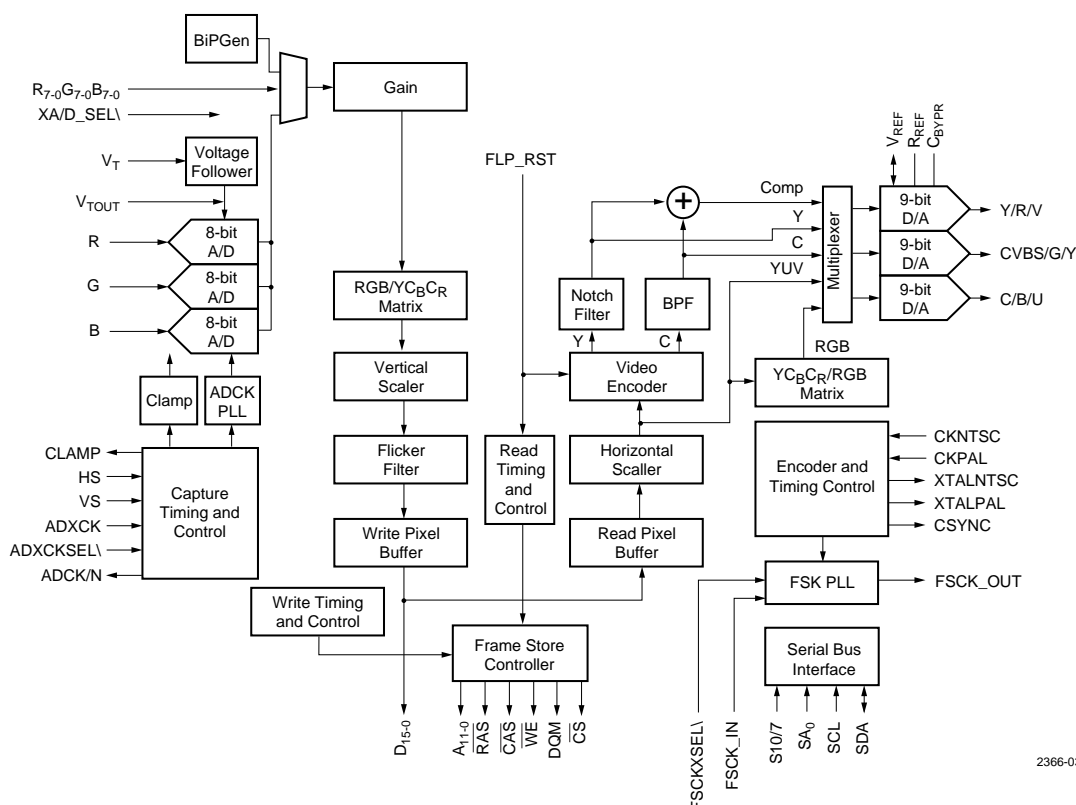 BiPGen
R7-0G7-0B7-0
XA/D_SEL\
Gain
VT
Voltage
Follower
VTOUT
R
8-bit
A/D
G
8-bit
A/D
B
8-bit
A/D
Clamp
ADCK
PLL
CLAMP
HS
VS
ADXCK
ADXCKSEL\
ADCK/N
Capture
Timing and
Control
RGB/YCBCR
Matrix
Vertical
Scaler
Flicker
Filter
Write Pixel
Buffer
Write Timing
and Control
FLP_RST
Read
Timing
and
Control
Frame Store
Controller
D15-0
A11-0
RAS
CAS
WE
DQM
CS
+
Comp
Y
C
YUV
Notch
Filter
BPF
Y
C
Video
Encoder
Horizontal
Scaller
Read Pixel
Buffer
Multiplexer
VREF
RREF
CBYPR
9-bit
D/A
Y/R/V
9-bit
D/A
CVBS/G/Y
9-bit
D/A
C/B/U
RGB
YCBCR/RGB
Matrix
Encoder and
Timing Control
CKNTSC
CKPAL
XTALNTSC
XTALPAL
CSYNC
FSK PLL
FSCK_OUT
Serial Bus
Interface
FSCKXSEL\
FSCK_IN
S10/7
SA0
SCL
SDA